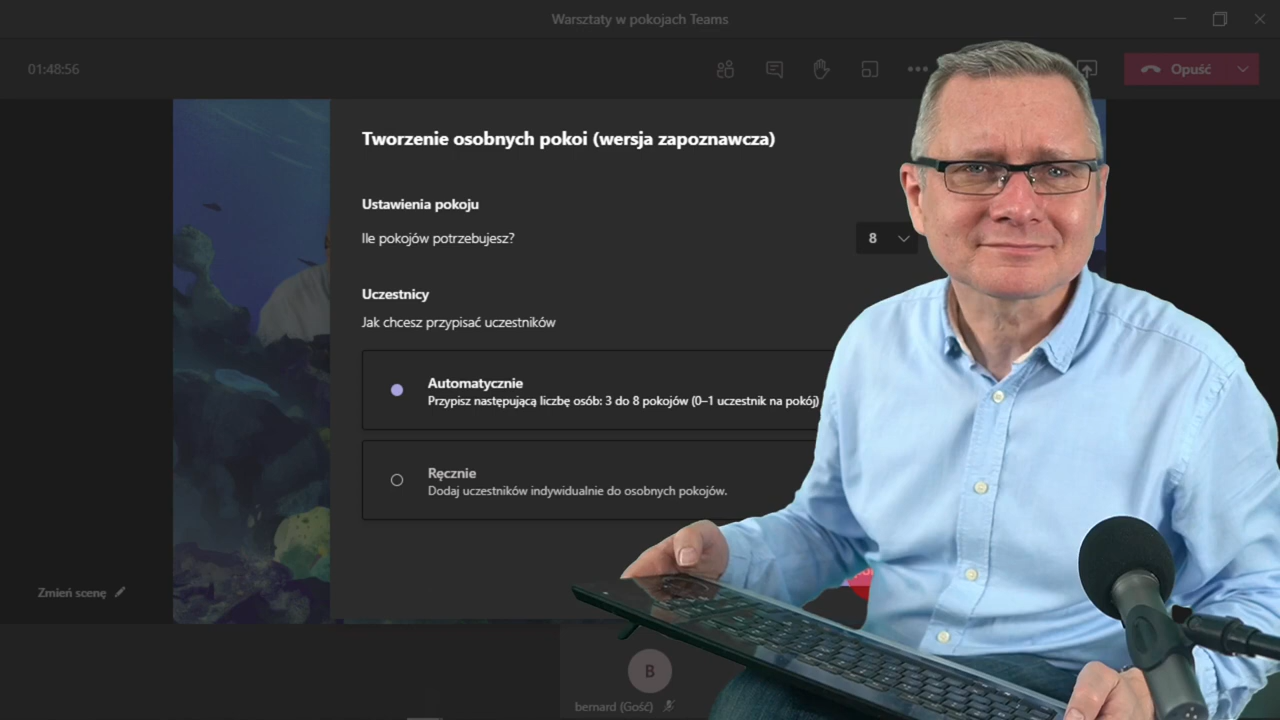 Warsztaty w pokojach Teams
01:48:56
Opuść
Tworzenie osobnych pokoi (wersja zapoznawcza)
Ustawienia pokoju
Ile pokojów potrzebujesz?
8
Uczestnicy
Jak chcesz przypisać uczestników
Automatycznie
Przypisz następującą liczbę osób: 3 do 8 pokojów (0–1 uczestnik na pokój)
Ręcznie
Dodaj uczestników indywidualnie do osobnych pokojów.
Zmień scenę
B
bernard (Gość)